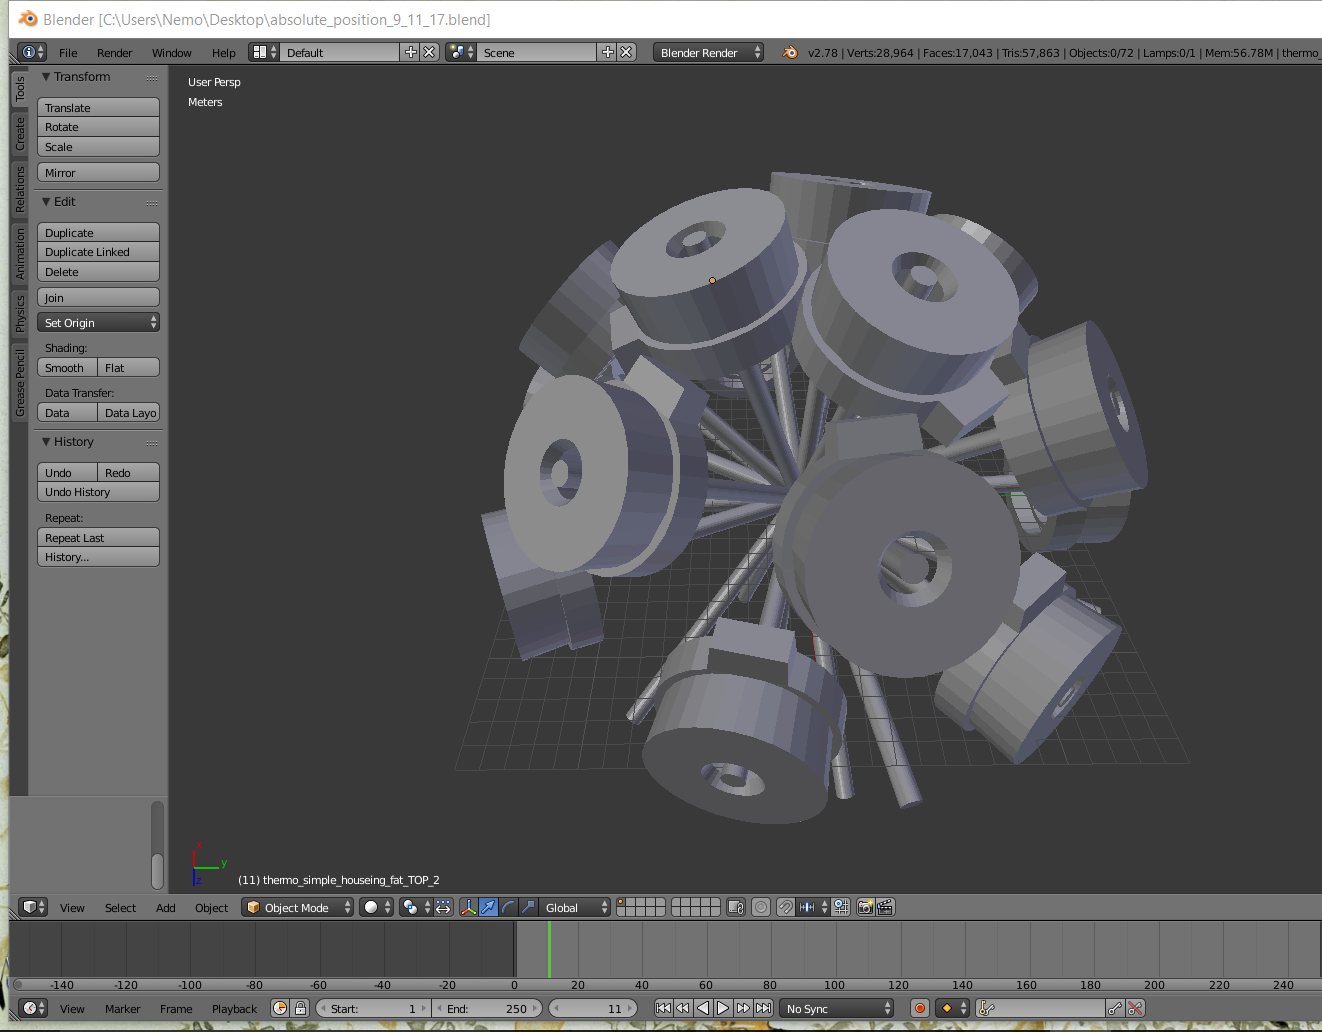 Blender [C:\Users\Nemo\Desktop\absolute_position_9_11_17.blend]
File Render Window Help Default Scene Blender Render v2.78 | Verts:28,964 | Faces:17,043 | Tris:57,863 | Objects:0/72 | Lamps:0/1 | Mem:56.78M | thermo_
Tools
Create
Relations
Animation
Physics
Grease Pencil
Transform
Translate
Rotate
Scale
Mirror
Edit
Duplicate
Duplicate Linked
Delete
Join
Set Origin
Shading:
Smooth Flat
Data Transfer:
Data Data Layo
History
Undo Redo
Undo History
Repeat:
Repeat Last
History...
User Persp
Meters
x
y
z
(11) thermo_simple_houseing_fat_TOP_2
View Select Add Object Object Mode Global
-140 -120 -100 -80 -60 -40 -20 0 20 40 60 80 100 120 140 160 180 200 220 240
View Marker Frame Playback Start: 1 End: 250 11 No Sync